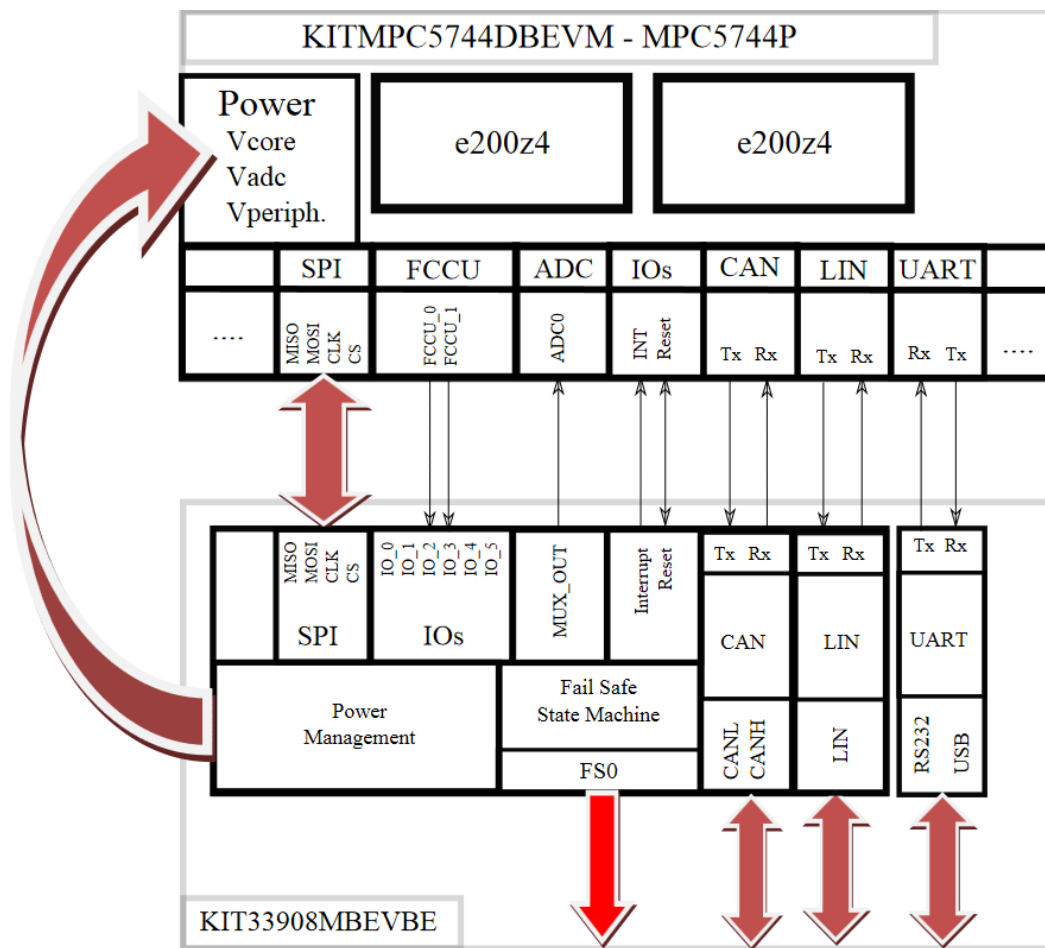 KITMPC5744DBEVM - MPC5744P
Power
Vcore
Vadc
Vperiph.
e200z4
e200z4
SPI
FCCU
ADC
IOs
CAN
LIN
UART
....
MISO
MOSI
CLK
CS
FCCU_0
FCCU_1
ADC0
INT
Reset
Tx Rx
Tx Rx
Rx Tx
....
MISO
MOSI
CLK
CS
SPI
IO_0
IO_1
IO_2
IO_3
IO_4
IO_5
IOs
MUX_OUT
Interrupt
Reset
Tx Rx
CAN
CANL
CANH
Tx Rx
LIN
LIN
Tx Rx
UART
RS232
USB
Power
Management
Fail Safe
State Machine
FS0
KIT33908MBEVBE